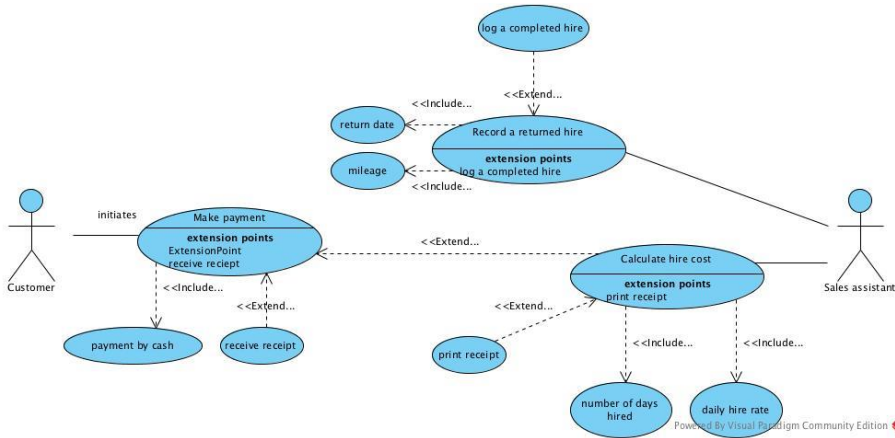 log a completed hire
<<Extend...
<<Include...
return date
Record a returned hire
extension points
log a completed hire
mileage
<<Include...
initiates
Make payment
extension points
ExtensionPoint
receive reciept
<<Extend...
Calculate hire cost
extension points
print receipt
Customer
Sales assistant
<<Include...
<<Extend...
<<Extend...
payment by cash
receive receipt
print receipt
<<Include...
<<Include...
number of days
hired
daily hire rate
Powered By Visual Paradigm Community Edition